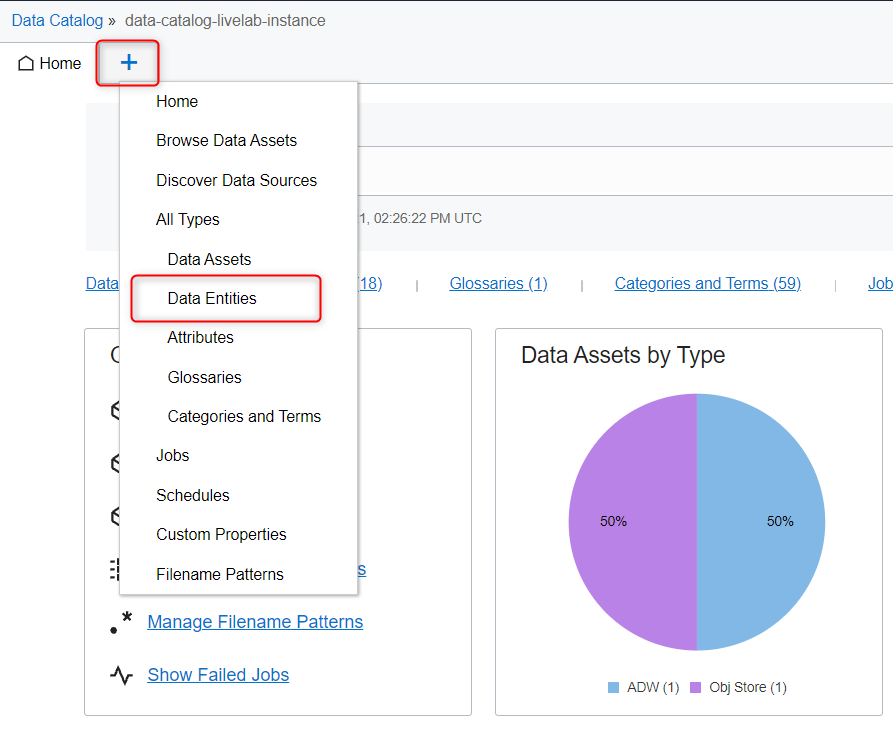 Data Catalog » data-catalog-livelab-instance
Home
+
Home
Browse Data Assets
Discover Data Sources
All Types
Data Assets
Data Entities
Attributes
Glossaries
Categories and Terms
Jobs
Schedules
Custom Properties
Filename Patterns
1, 02:26:22 PM UTC
Data
(18) | Glossaries (1) | Categories and Terms (59) | Job
s
Manage Filename Patterns
Show Failed Jobs
Data Assets by Type
50% 50%
ADW (1) Obj Store (1)